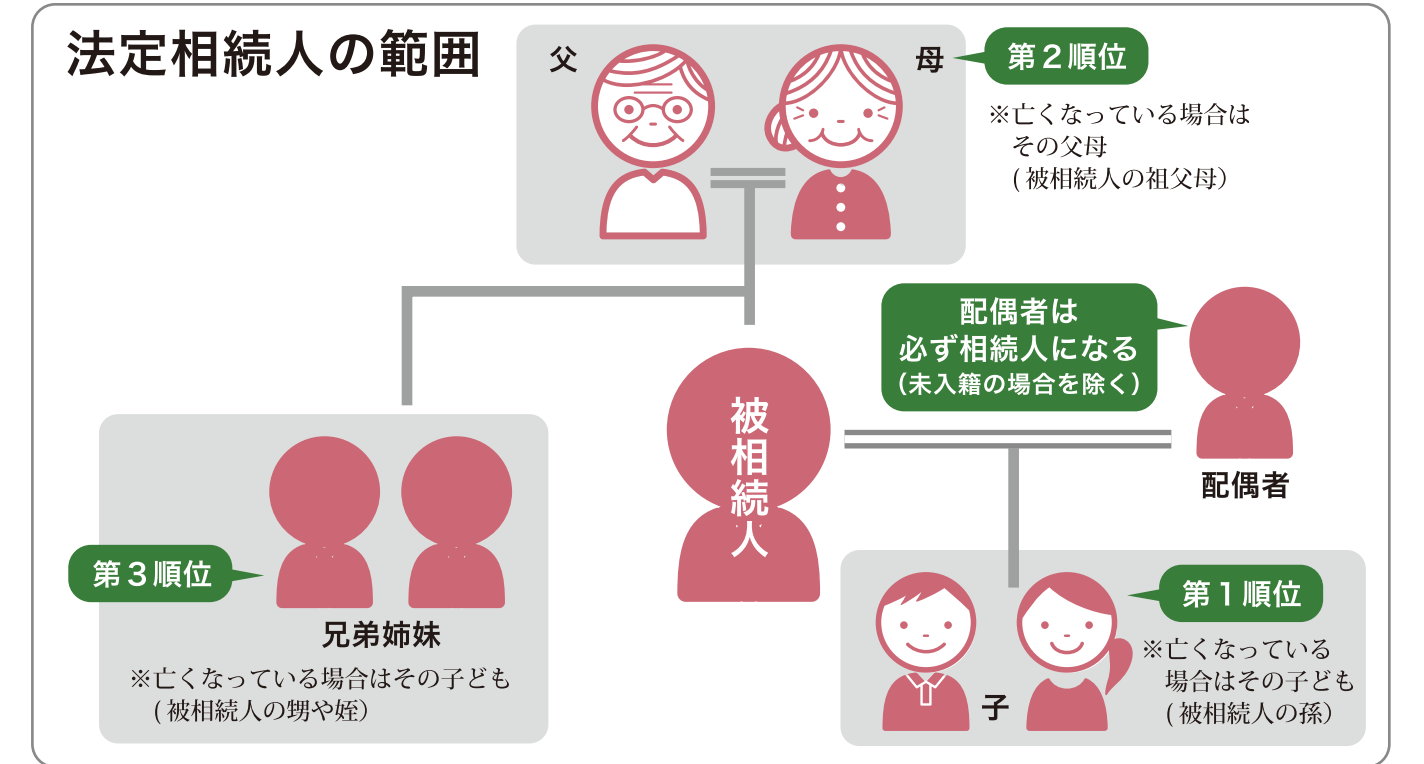 法定相続人の範囲
父
母
第2順位
※亡くなっている場合は
その父母
(被相続人の祖父母)
配偶者は
必ず相続人になる
(未入籍の場合を除く)
被相続人
配偶者
第3順位
兄弟姉妹
※亡くなっている場合はその子ども
(被相続人の甥や姪)
第1順位
※亡くなっている
場合はその子ども
(被相続人の孫)
子